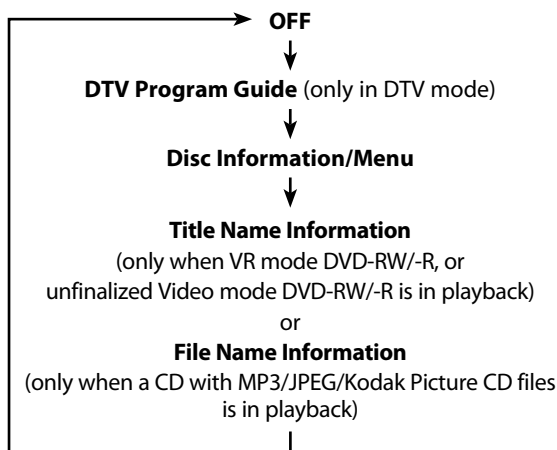 OFF
DTV Program Guide (only in DTV mode)
Disc Information/Menu
Title Name Information
(only when VR mode DVD-RW/-R, or
unfinalized Video mode DVD-RW/-R is in playback)
or
File Name Information
(only when a CD with MP3/JPEG/Kodak Picture CD files
is in playback)